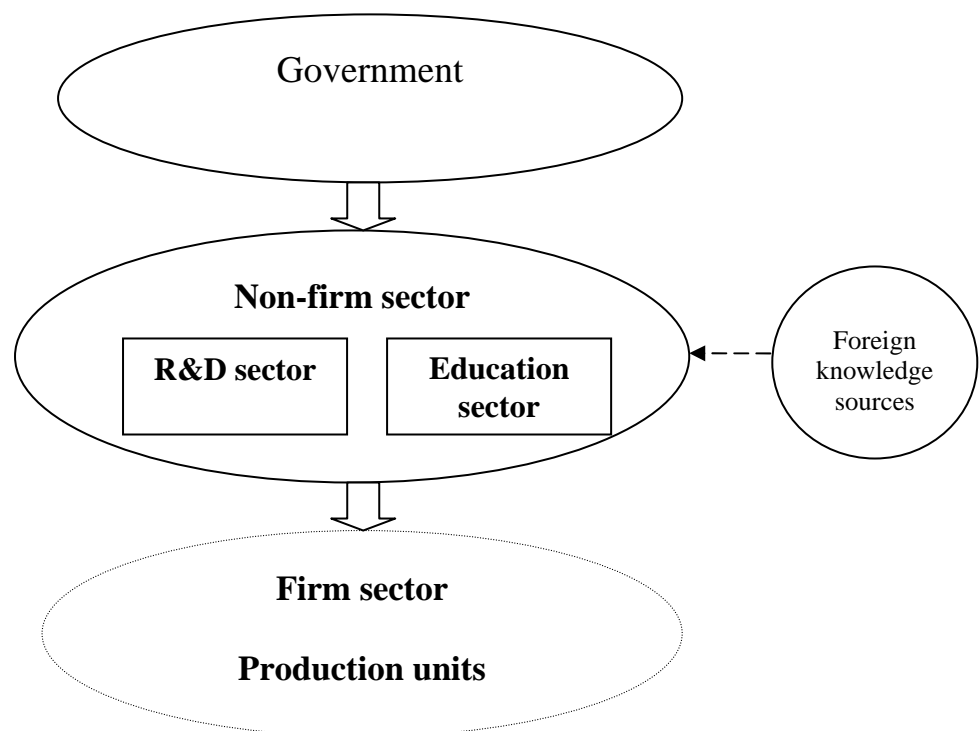 Government
Non-firm sector
R&D sector
Education
sector
Foreign
knowledge
sources
Firm sector
Production units